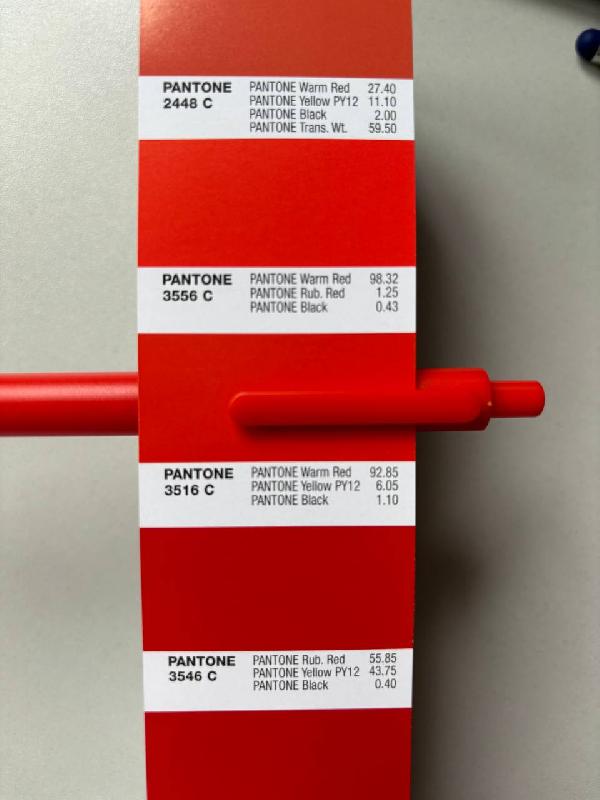 PANTONE
2448 C
PANTONE Warm Red 27.40
PANTONE Yellow PY12 11.10
PANTONE Black 2.00
PANTONE Trans. Wt. 59.50
PANTONE
3556 C
PANTONE Warm Red 98.32
PANTONE Rub. Red 1.25
PANTONE Black 0.43
PANTONE
3516 C
PANTONE Warm Red 92.85
PANTONE Yellow PY12 6.05
PANTONE Black 1.10
PANTONE
3546 C
PANTONE Rub. Red 55.85
PANTONE Yellow PY12 43.75
PANTONE Black 0.40